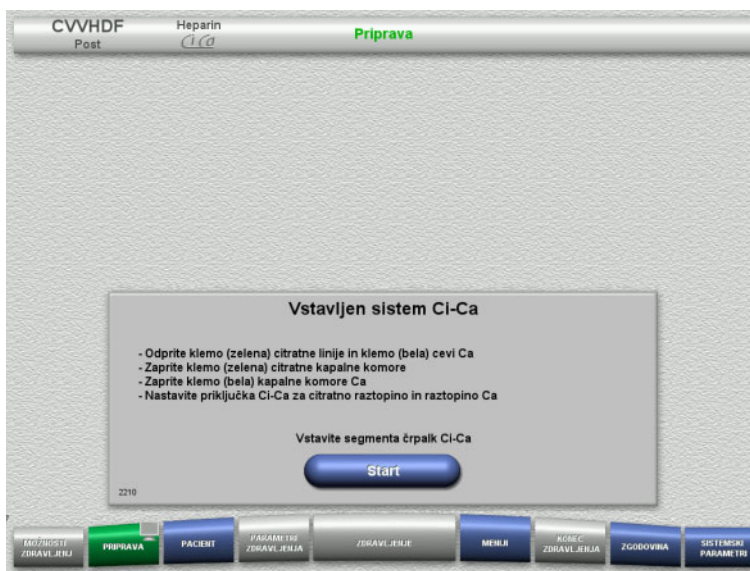 CVVHDF
Post
Heparin
Ci Ca
Priprava
Vstavljen sistem Ci-Ca
- Odprite klemo (zelena) citratne linije in klemo (bela) cevi Ca
- Zaprite klemo (zelena) citratne kapalne komore
- Zaprite klemo (bela) kapalne komore Ca
- Nastavite priključka Ci-Ca za citratno raztopino in raztopino Ca
Vstavite segmenta črpalk Ci-Ca
Start
2210
MOŽNOSTI
ZDRAVLJENJ
PRIPRAVA
PACIENT
PARAMETRI
ZDRAVLJENJA
ZDRAVLJENJE
MENIJI
KONEC
ZDRAVLJENJA
ZGODOVINA
SISTEMSKI
PARAMETRI